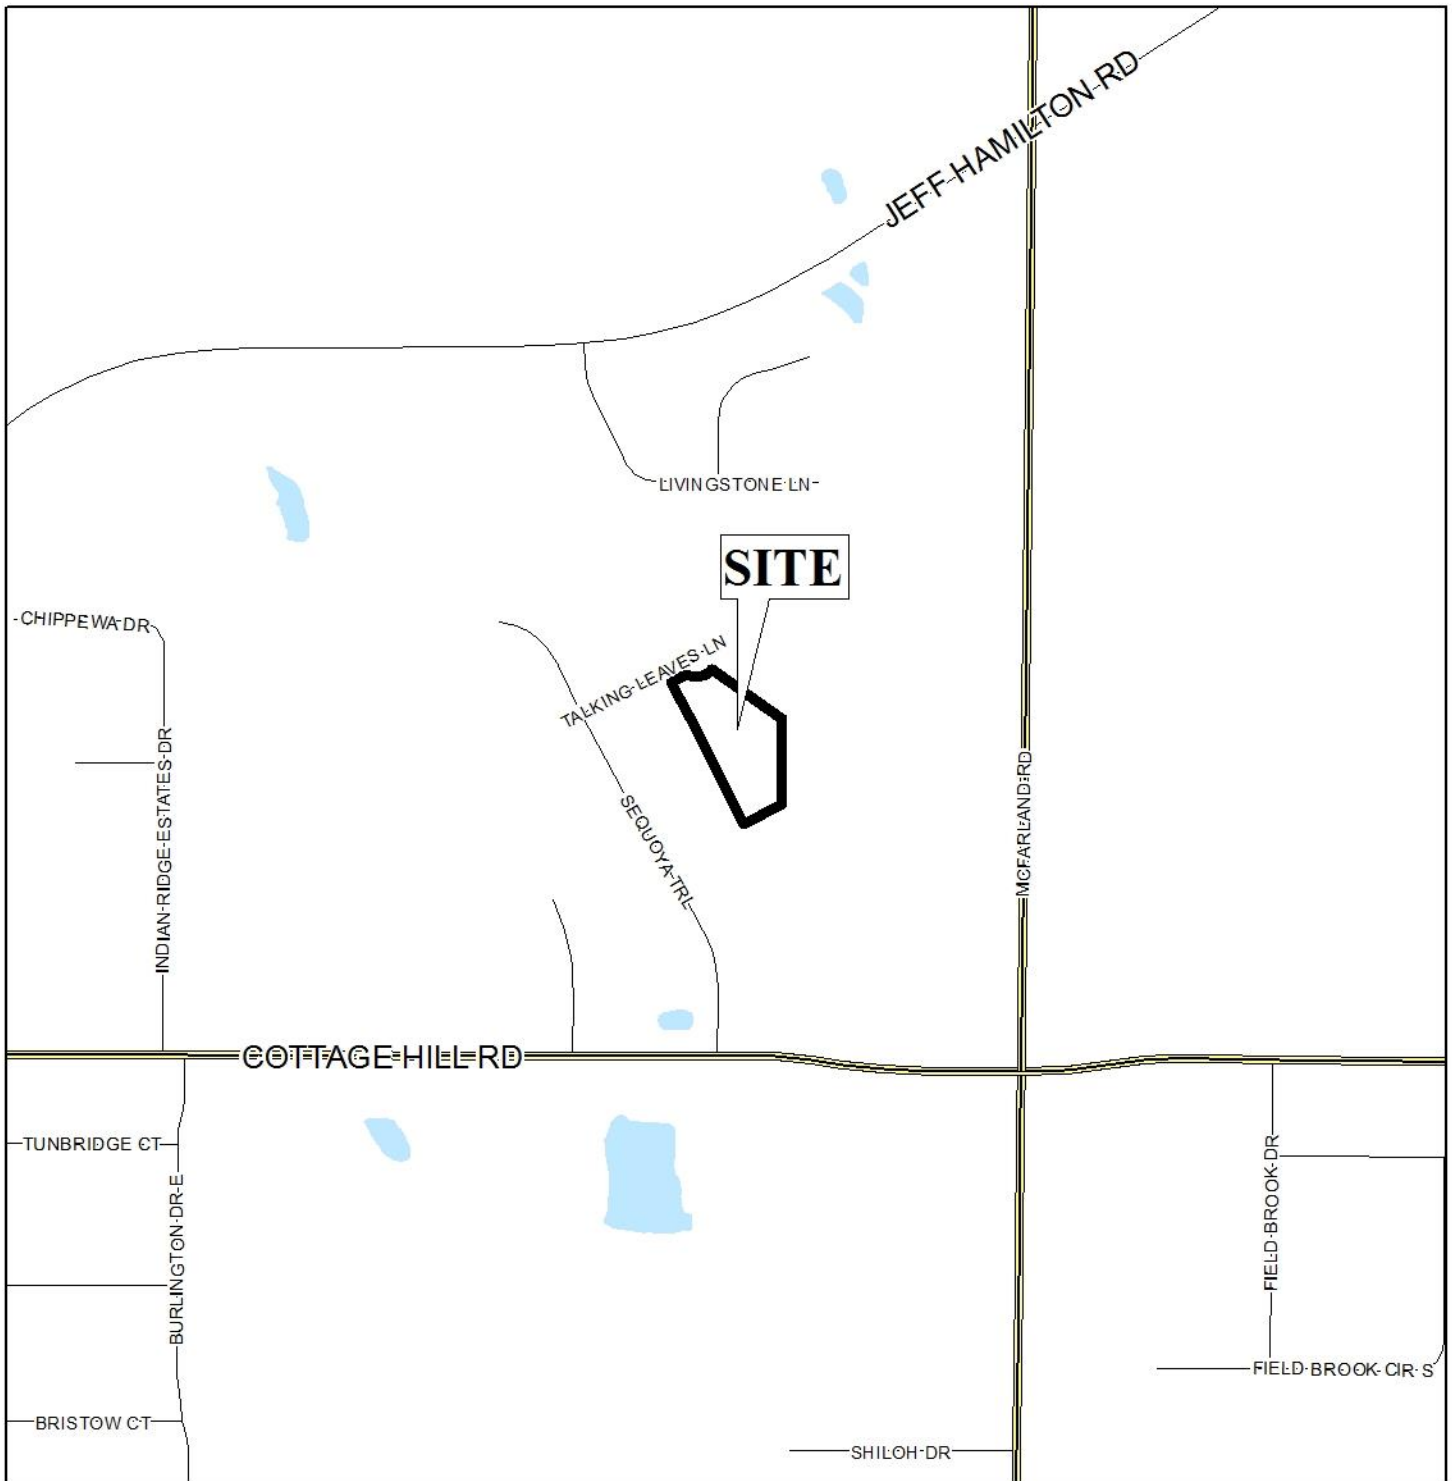 JEFF HAMILTON RD
LIVINGSTONE LN
SITE
CHIPPEWA DR
TALKING LEAVES LN
INDIAN RIDGE ESTATES DR
SEQUOYA TRL
MCFARLAND RD
COTTAGE HILL RD
TUNBRIDGE CT
BURLINGTON DR E
FIELD BROOK DR
FIELD BROOK CIR S
BRISTOW CT
SHILOH DR